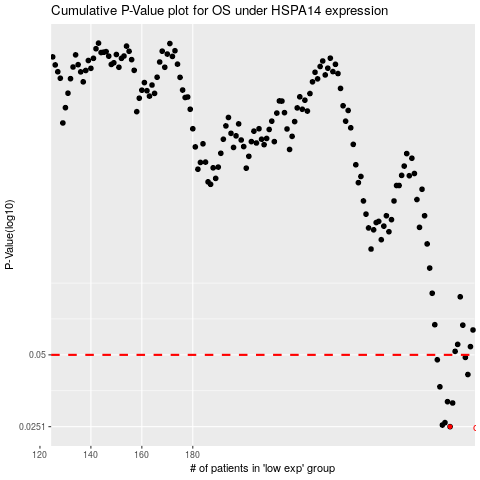 Cumulative P-Value plot for OS under HSPA14 expression
P-Value(log10)
0.05
0.0251
120 140 160 180
# of patients in 'low exp' group